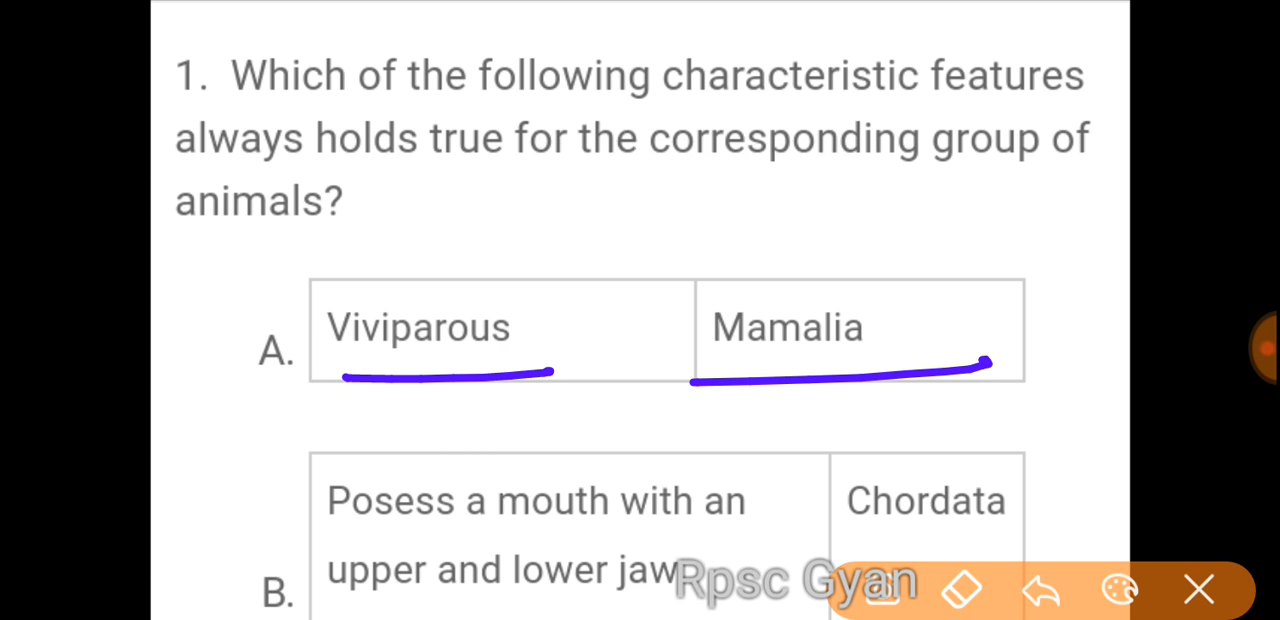 1. Which of the following characteristic features
always holds true for the corresponding group of
animals?
A. Viviparous Mamalia
Posess a mouth with an Chordata
upper and lower jaw
B.
Rpsc Gyan